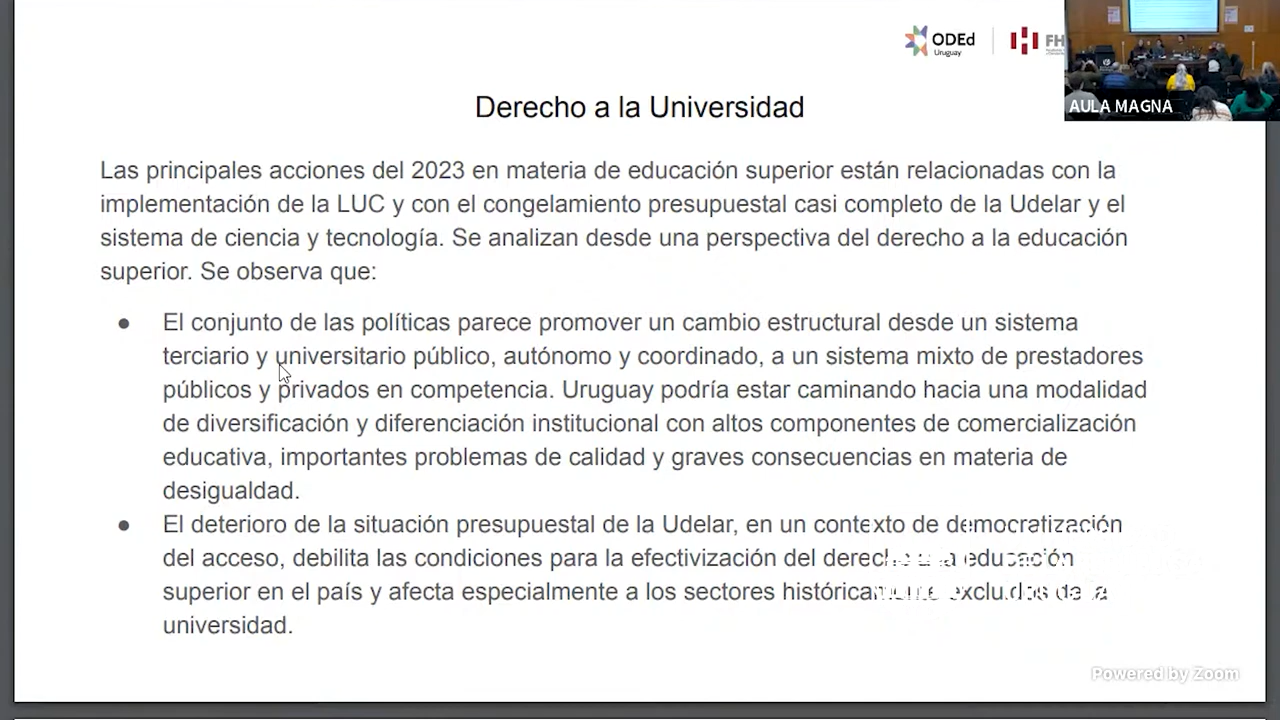 ODEd
Uruguay
FH
AULA MAGNA
Derecho a la Universidad
Las principales acciones del 2023 en materia de educación superior están relacionadas con la
implementación de la LUC y con el congelamiento presupuestal casi completo de la Udelar y el
sistema de ciencia y tecnología. Se analizan desde una perspectiva del derecho a la educación
superior. Se observa que:
● El conjunto de las políticas parece promover un cambio estructural desde un sistema
terciario y universitario público, autónomo y coordinado, a un sistema mixto de prestadores
públicos y privados en competencia. Uruguay podría estar caminando hacia una modalidad
de diversificación y diferenciación institucional con altos componentes de comercialización
educativa, importantes problemas de calidad y graves consecuencias en materia de
desigualdad.
● El deterioro de la situación presupuestal de la Udelar, en un contexto de democratización
del acceso, debilita las condiciones para la efectivización del derecho educación
superior en el país y afecta especialmente a los sectores
universidad.
Powered by Zoom